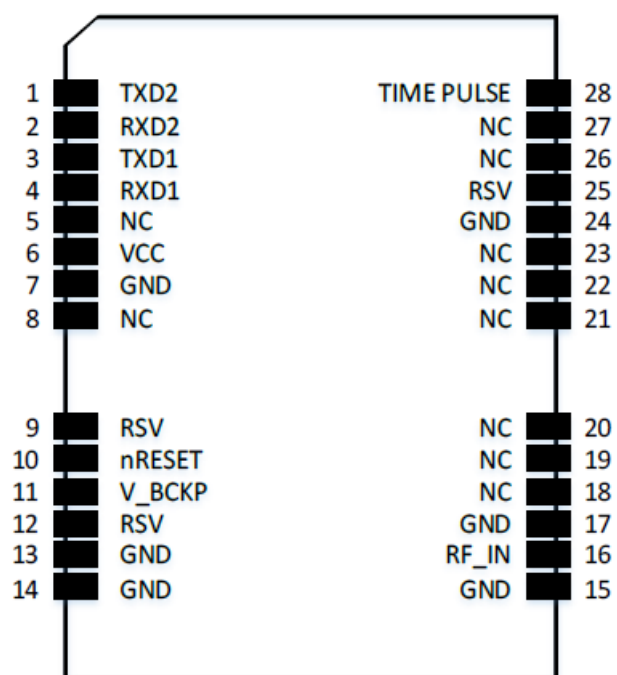 1 TXD2 TIME PULSE 28
2 RXD2 NC 27
3 TXD1 NC 26
4 RXD1 RSV 25
5 NC GND 24
6 VCC NC 23
7 GND NC 22
8 NC NC 21
9 RSV NC 20
10 nRESET NC 19
11 V_BCKP NC 18
12 RSV GND 17
13 GND RF_IN 16
14 GND GND 15